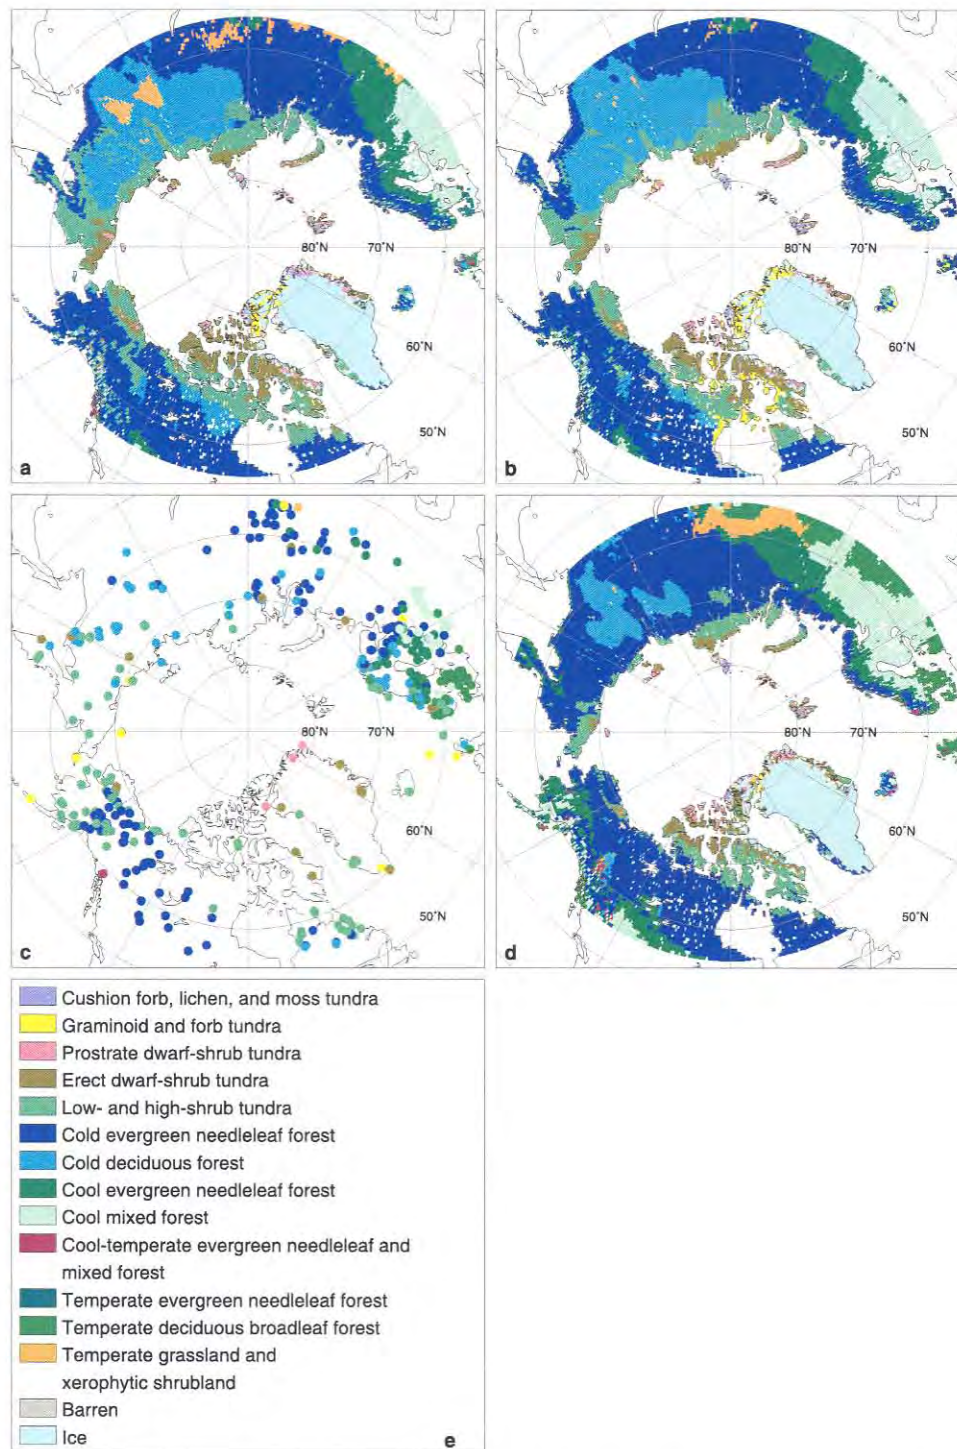 80°N
70°N
60°N
50°N
a
80°N
70°N
60°N
50°N
b
80°N
70°N
60°N
50°N
c
80°N
70°N
60°N
50°N
d
Cushion forb, lichen, and moss tundra
Graminoid and forb tundra
Prostrate dwarf-shrub tundra
Erect dwarf-shrub tundra
Low- and high-shrub tundra
Cold evergreen needleleaf forest
Cold deciduous forest
Cool evergreen needleleaf forest
Cool mixed forest
Cool-temperate evergreen needleleaf and
mixed forest
Temperate evergreen needleleaf forest
Temperate deciduous broadleaf forest
Temperate grassland and
xerophytic shrubland
Barren
Ice
e